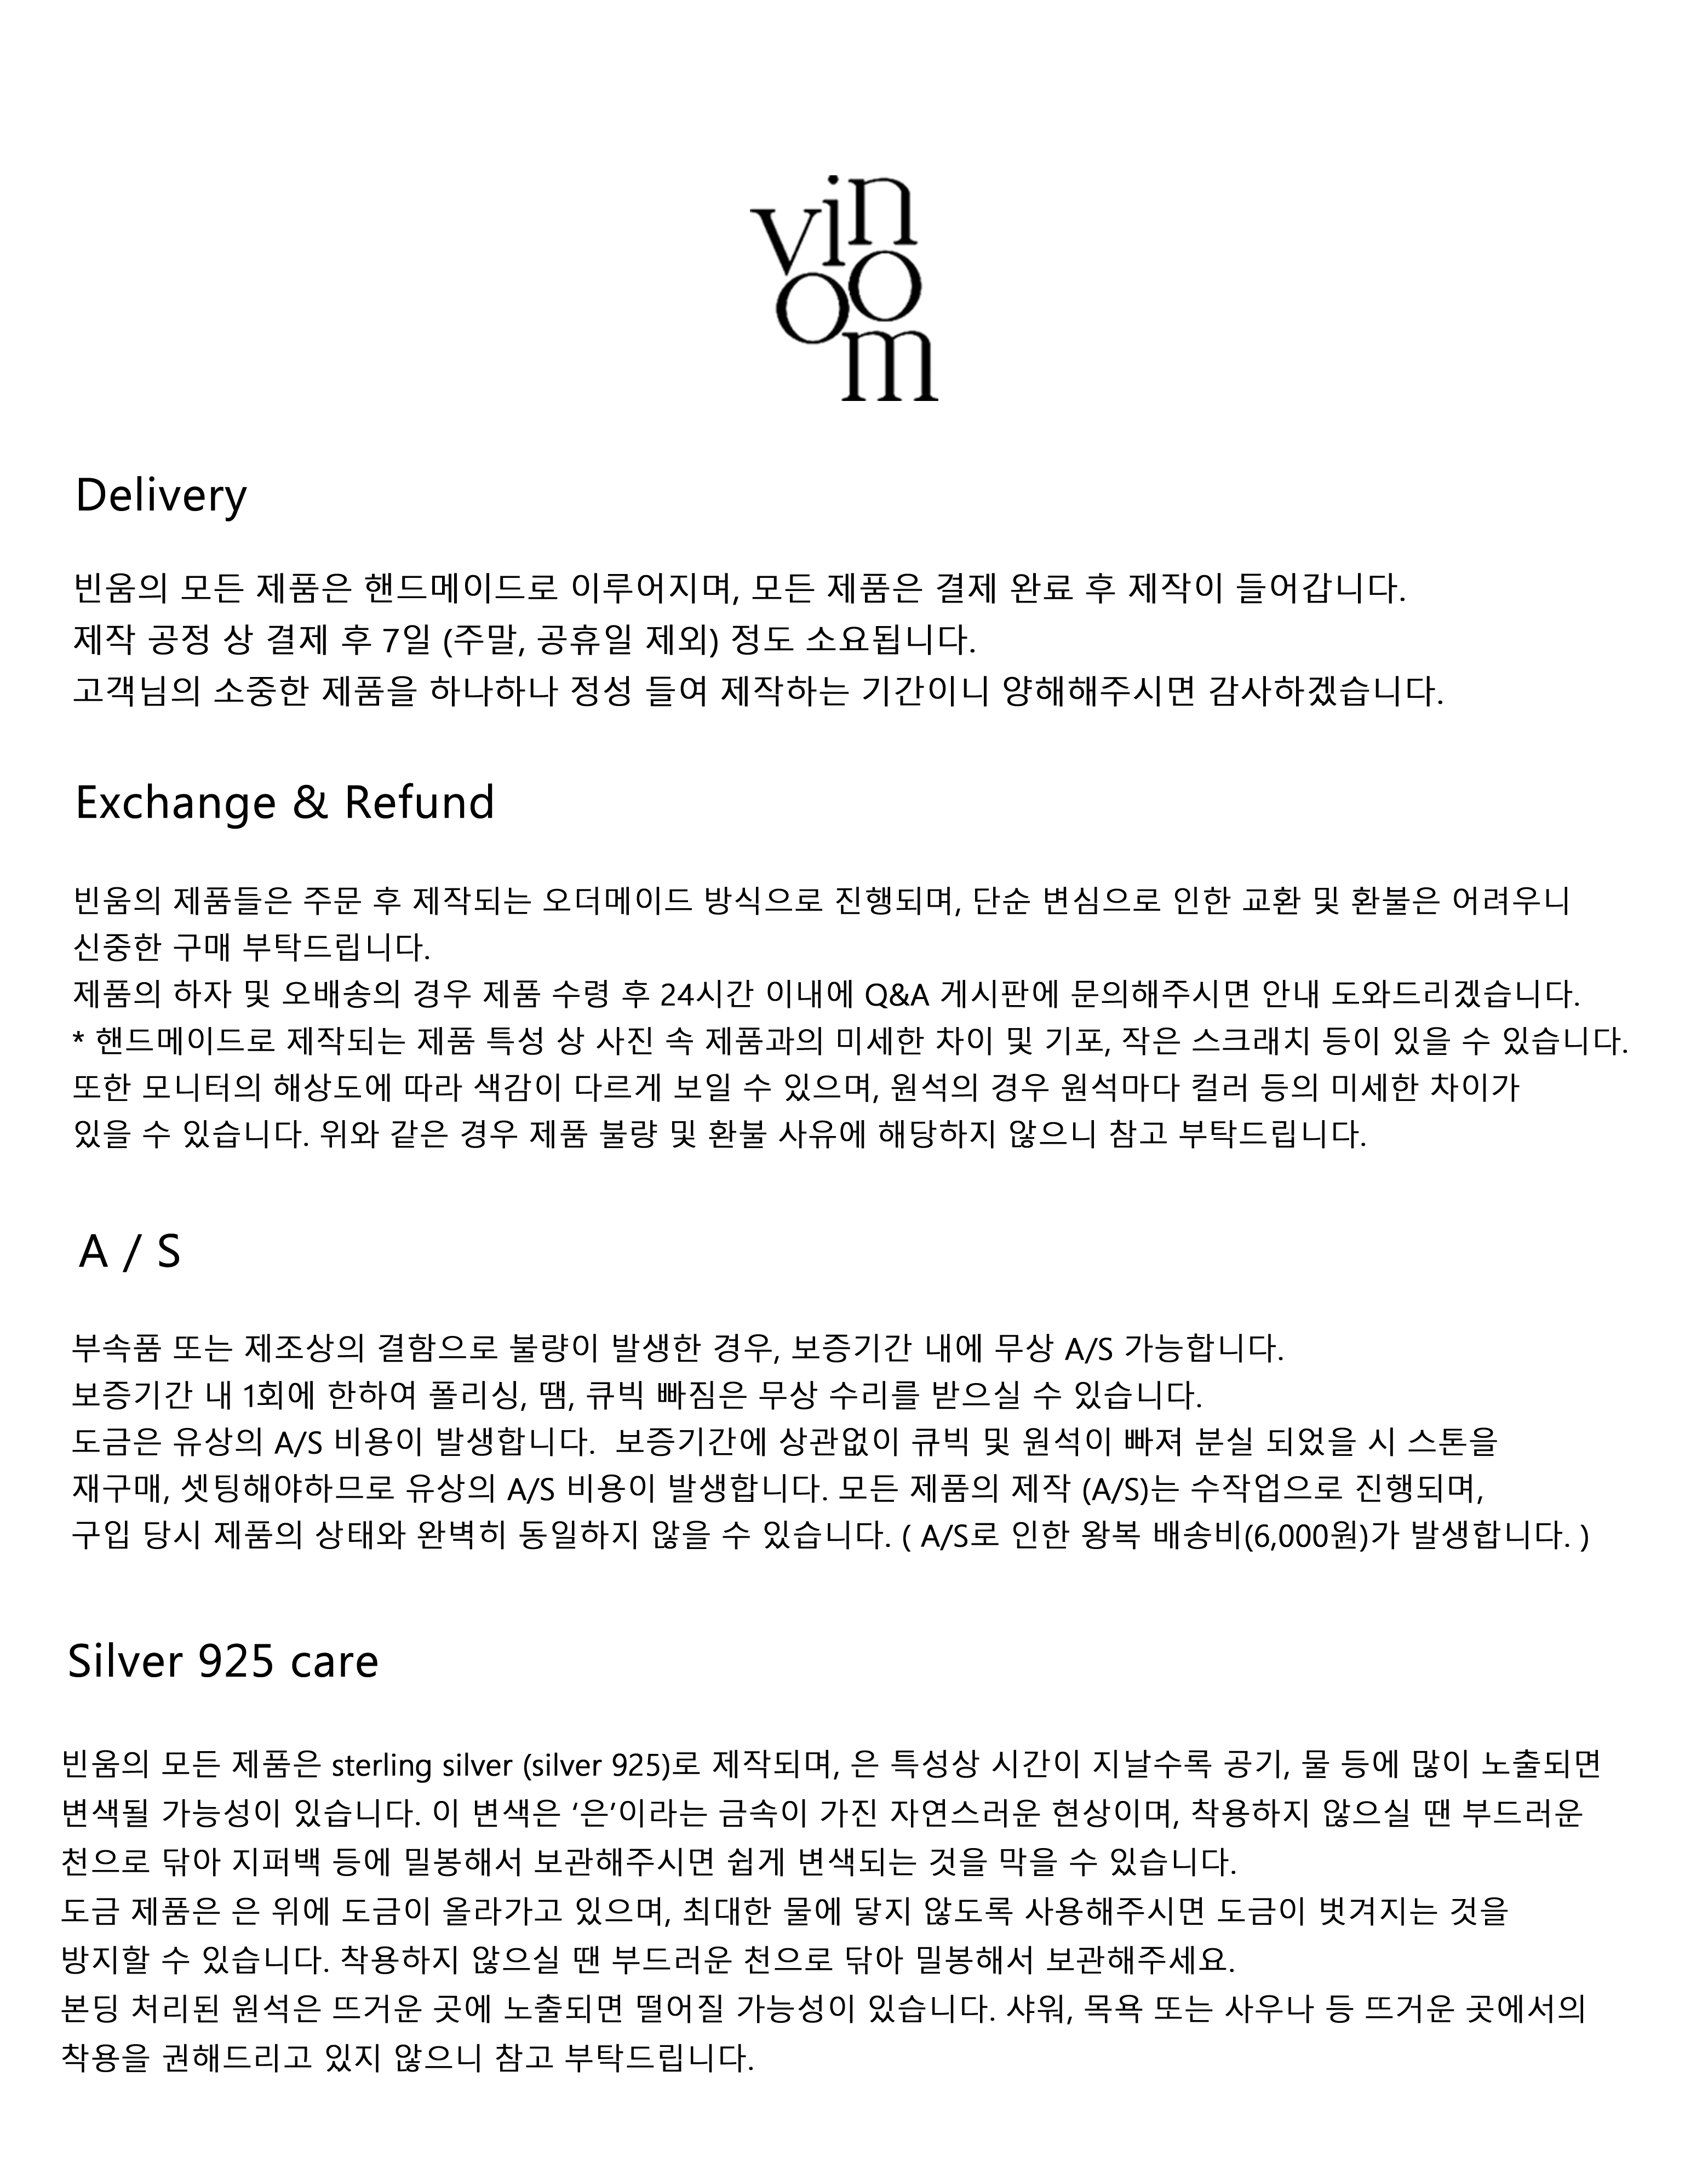 vin
oo
m
Delivery
빈움의 모든 제품은 핸드메이드로 이루어지며, 모든 제품은 결제 완료 후 제작이 들어갑니다.
제작 공정 상 결제 후 7일 (주말, 공휴일 제외) 정도 소요됩니다.
고객님의 소중한 제품을 하나하나 정성 들여 제작하는 기간이니 양해해주시면 감사하겠습니다.
Exchange & Refund
빈움의 제품들은 주문 후 제작되는 오더메이드 방식으로 진행되며, 단순 변심으로 인한 교환 및 환불은 어려우니
신중한 구매 부탁드립니다.
제품의 하자 및 오배송의 경우 제품 수령 후 24시간 이내에 Q&A 게시판에 문의해주시면 안내 도와드리겠습니다.
* 핸드메이드로 제작되는 제품 특성 상 사진 속 제품과의 미세한 차이 및 기포, 작은 스크래치 등이 있을 수 있습니다.
또한 모니터의 해상도에 따라 색감이 다르게 보일 수 있으며, 원석의 경우 원석마다 컬러 등의 미세한 차이가
있을 수 있습니다. 위와 같은 경우 제품 불량 및 환불 사유에 해당하지 않으니 참고 부탁드립니다.
A / S
부속품 또는 제조상의 결함으로 불량이 발생한 경우, 보증기간 내에 무상 A/S 가능합니다.
보증기간 내 1회에 한하여 폴리싱, 땜, 큐빅 빠짐은 무상 수리를 받으실 수 있습니다.
도금은 유상의 A/S 비용이 발생합니다.  보증기간에 상관없이 큐빅 및 원석이 빠져 분실 되었을 시 스톤을
재구매, 셋팅해야하므로 유상의 A/S 비용이 발생합니다. 모든 제품의 제작 (A/S)는 수작업으로 진행되며,
구입 당시 제품의 상태와 완벽히 동일하지 않을 수 있습니다. ( A/S로 인한 왕복 배송비(6,000원)가 발생합니다. )
Silver 925 care
빈움의 모든 제품은 sterling silver (silver 925)로 제작되며, 은 특성상 시간이 지날수록 공기, 물 등에 많이 노출되면
변색될 가능성이 있습니다. 이 변색은 ‘은’이라는 금속이 가진 자연스러운 현상이며, 착용하지 않으실 땐 부드러운
천으로 닦아 지퍼백 등에 밀봉해서 보관해주시면 쉽게 변색되는 것을 막을 수 있습니다.
도금 제품은 은 위에 도금이 올라가고 있으며, 최대한 물에 닿지 않도록 사용해주시면 도금이 벗겨지는 것을
방지할 수 있습니다. 착용하지 않으실 땐 부드러운 천으로 닦아 밀봉해서 보관해주세요.
본딩 처리된 원석은 뜨거운 곳에 노출되면 떨어질 가능성이 있습니다. 샤워, 목욕 또는 사우나 등 뜨거운 곳에서의
착용을 권해드리고 있지 않으니 참고 부탁드립니다.